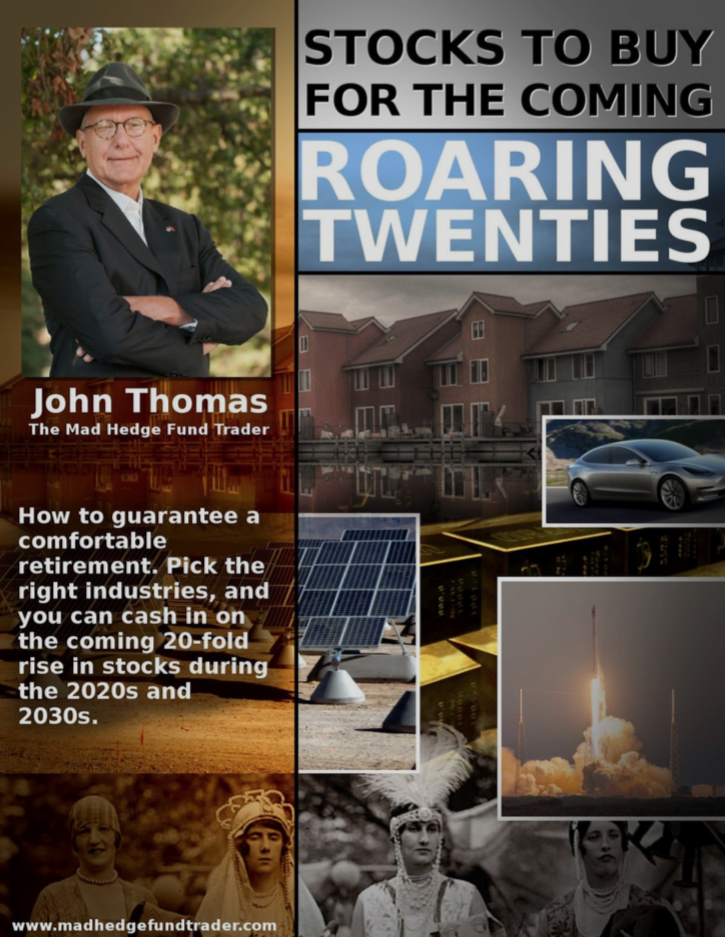 STOCKS TO BUY
FOR THE COMING
ROARING
TWENTIES
John Thomas
The Mad Hedge Fund Trader
How to guarantee a
comfortable
retirement. Pick the
right industries, and
you can cash in on
the coming 20-fold
rise in stocks during
the 2020s and
2030s.
www.madhedgefundtrader.com